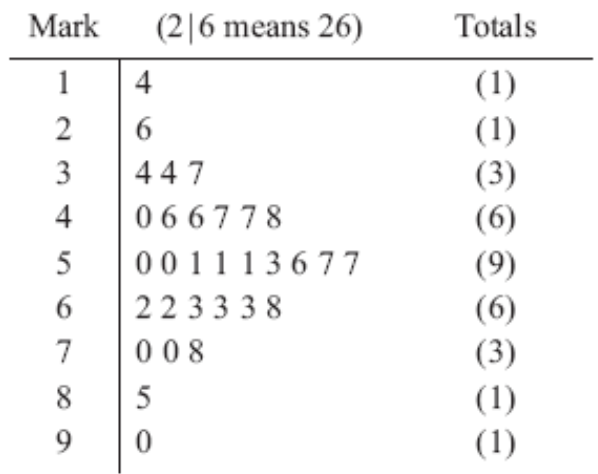 Mark (2|6 means 26) Totals
1 4 (1)
2 6 (1)
3 4 4 7 (3)
4 0 6 6 7 7 8 (6)
5 0 0 1 1 1 3 6 7 7 (9)
6 2 2 3 3 3 8 (6)
7 0 0 8 (3)
8 5 (1)
9 0 (1)